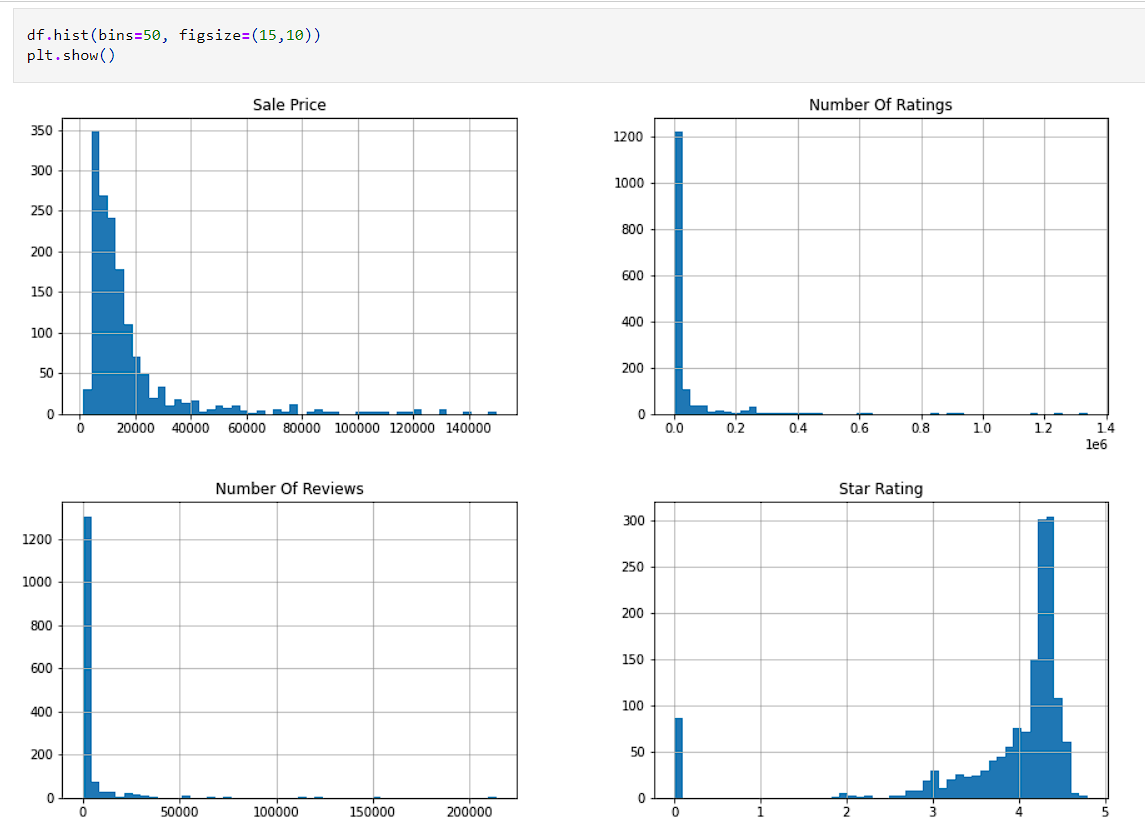 df.hist(bins=50, figsize=(15,10))
plt.show()
Sale Price
350
300
250
200
150
100
50
0
0 20000 40000 60000 80000 100000 120000 140000
Number Of Ratings
1200
1000
800
600
400
200
0
0.0 0.2 0.4 0.6 0.8 1.0 1.2 1.4
1e6
Number Of Reviews
1200
1000
800
600
400
200
0
0 50000 100000 150000 200000
Star Rating
300
250
200
150
100
50
0
0 1 2 3 4 5